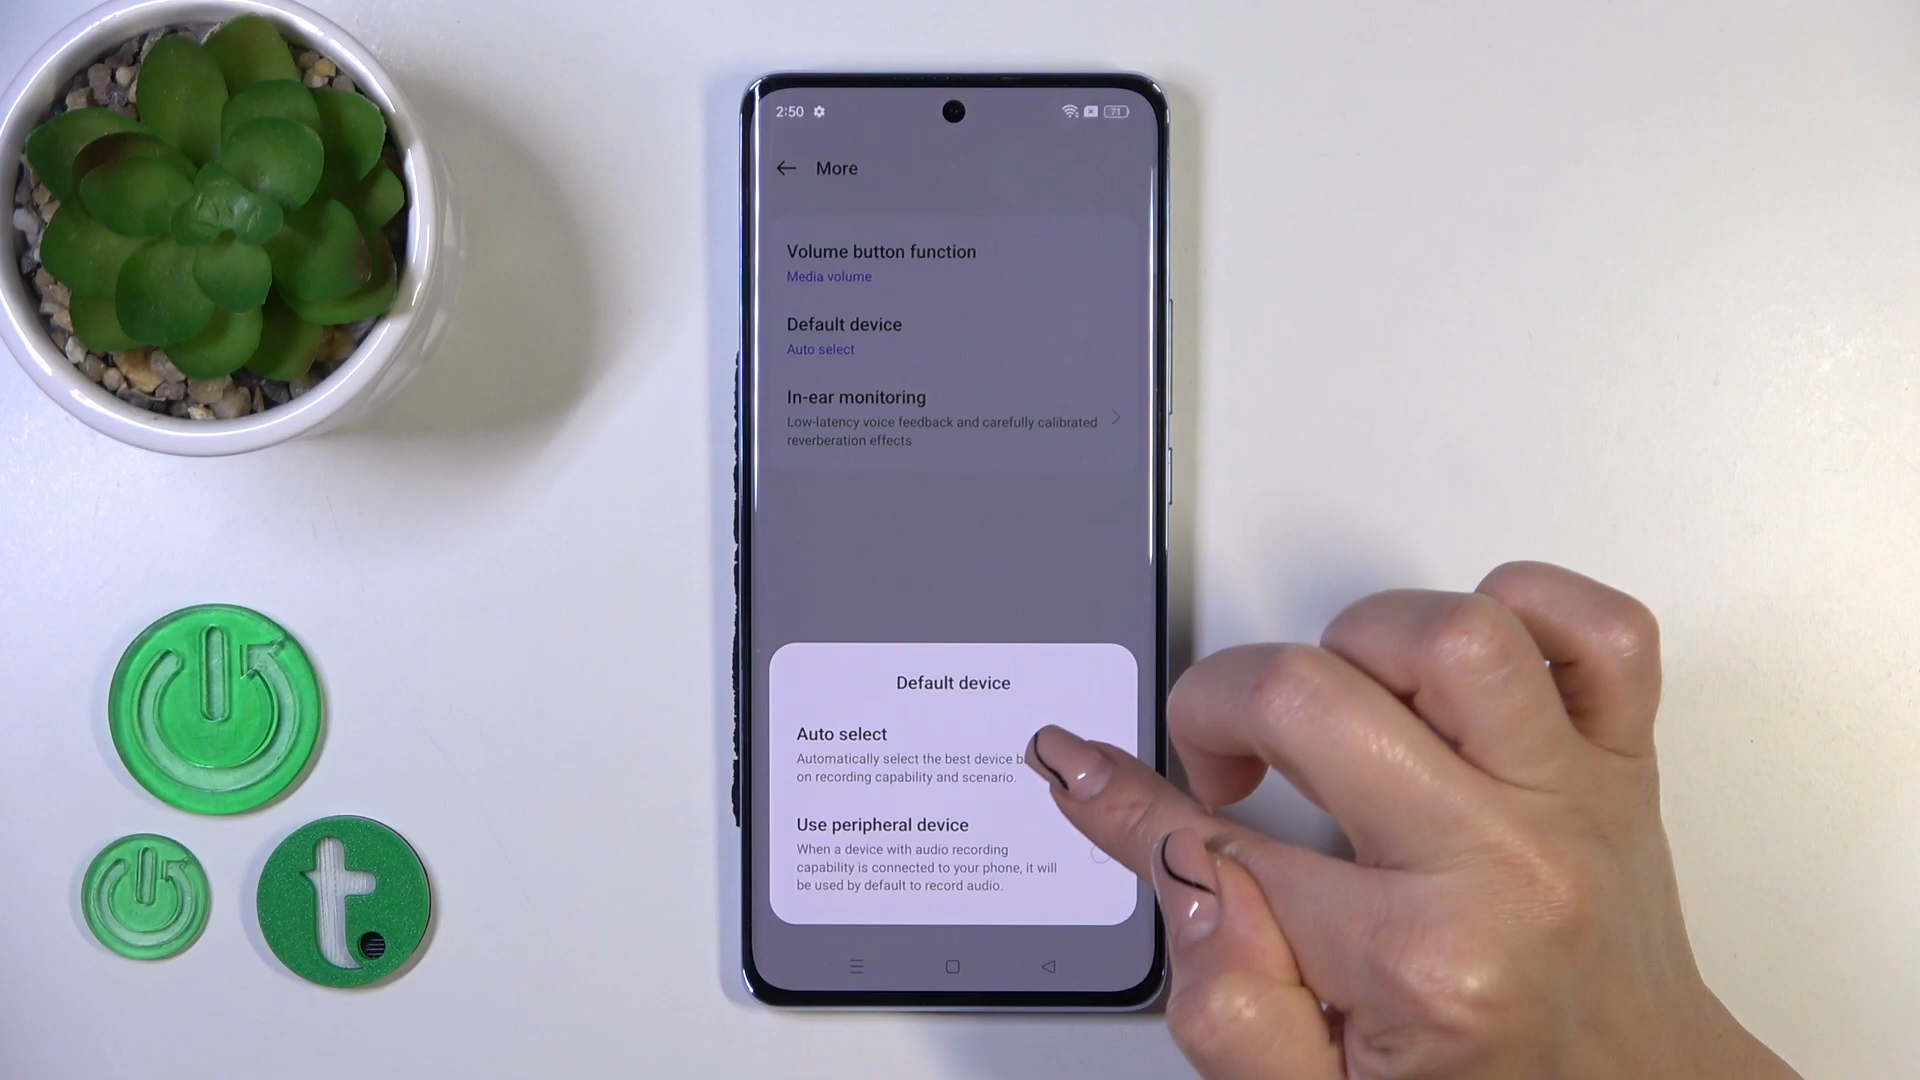 2:50
71
More
Volume button function
Media volume
Default device
Auto select
In-ear monitoring
Low-latency voice feedback and carefully calibrated
reverberation effects
Default device
Auto select
Automatically select the best device
on recording capability and scenario.
Use peripheral device
When a device with audio recording
capability is connected to your phone, it will
be used by default to record audio.
t.